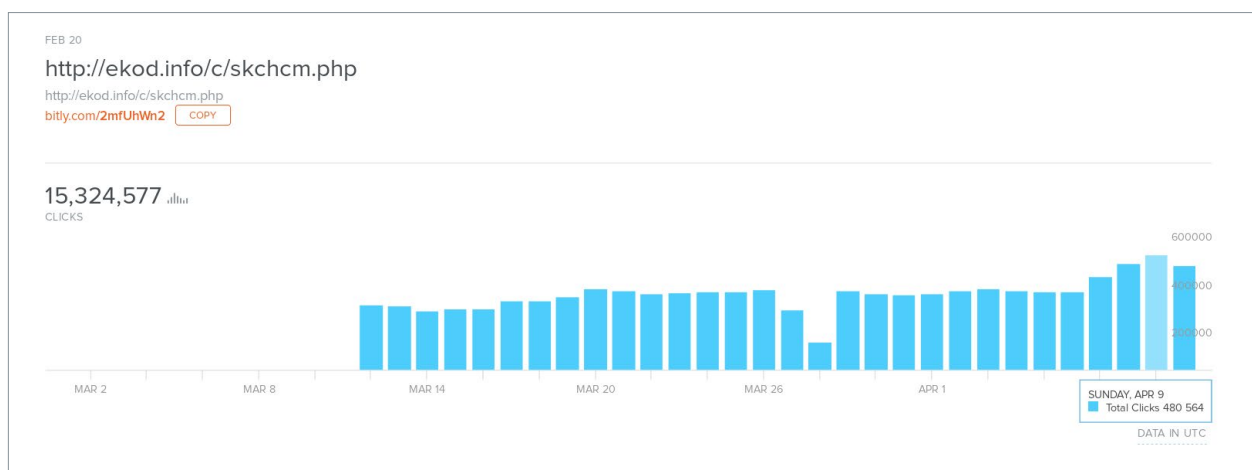 FEB 20
http://ekod.info/c/skchcm.php
http://ekod.info/c/skchcm.php
bitly.com/2mfUhWn2 COPY
15,324,577
CLICKS
600000
400000
200000
MAR 2 MAR 8 MAR 14 MAR 20 MAR 26 APR 1
SUNDAY, APR 9
Total Clicks 480 564
DATA IN UTC